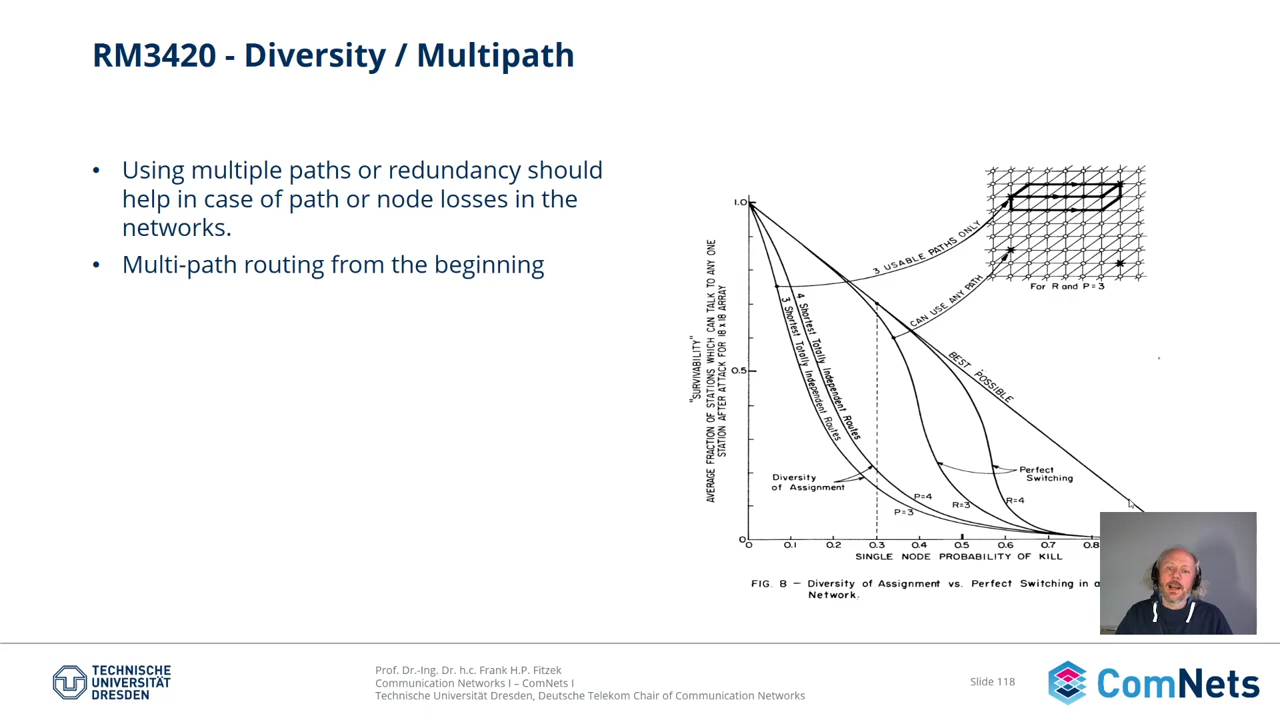 RM3420 - Diversity / Multipath
• Using multiple paths or redundancy should
help in case of path or node losses in the
networks.
• Multi-path routing from the beginning
"SURVIVABILITY"
AVERAGE FRACTION OF STATIONS WHICH CAN TALK TO ANY ONE
STATION AFTER ATTACK FOR 18 x 18 ARRAY
1.0
0.5
0
3 USABLE PATHS ONLY
CAN USE ANY PATH
For R and P=3
BEST POSSIBLE
4 Shortest Totally Independent Routes
3 Shortest Totally Independent Routes
Diversity
of Assignment
Perfect
Switching
P=4
P=3
R=3
R=4
0 0.1 0.2 0.3 0.4 0.5 0.6 0.7 0.8
SINGLE NODE PROBABILITY OF KILL
FIG. 8 — Diversity of Assignment vs. Perfect Switching in a
Network.
TECHNISCHE
UNIVERSITÄT
DRESDEN
Prof. Dr.-Ing. Dr. h.c. Frank H.P. Fitzek
Communication Networks I – ComNets I
Technische Universität Dresden, Deutsche Telekom Chair of Communication Networks
Slide 118
ComNets